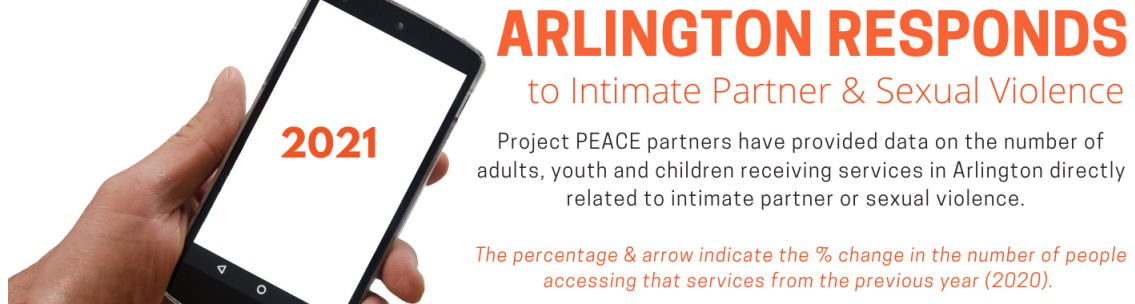 ARLINGTON RESPONDS
to Intimate Partner & Sexual Violence
2021
Project PEACE partners have provided data on the number of
adults, youth and children receiving services in Arlington directly
related to intimate partner or sexual violence.
The percentage & arrow indicate the % change in the number of people
accessing that services from the previous year (2020).